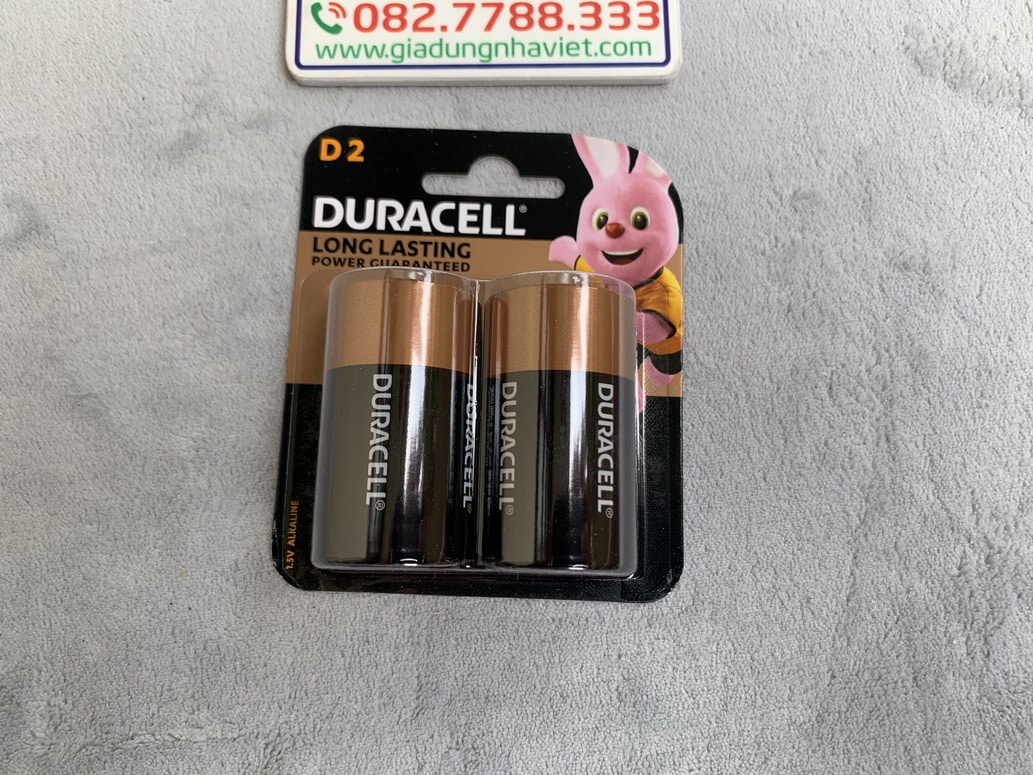 082.7788.333
www.giadungnhaviet.com
D2
DURACELL®
LONG LASTING
POWER GUARANTEED
DURACELL®
DURACELL
DURACELL®
DURACELL®
1.5V ALKALINE